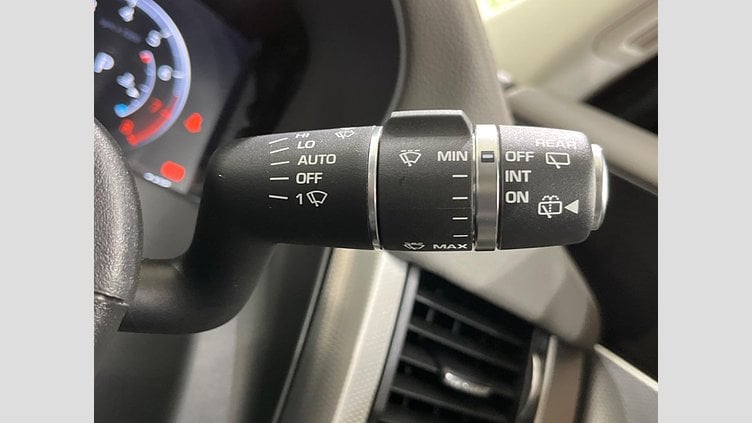 HI
LO
AUTO
OFF
1
MIN
MAX
REAR
OFF
INT
ON